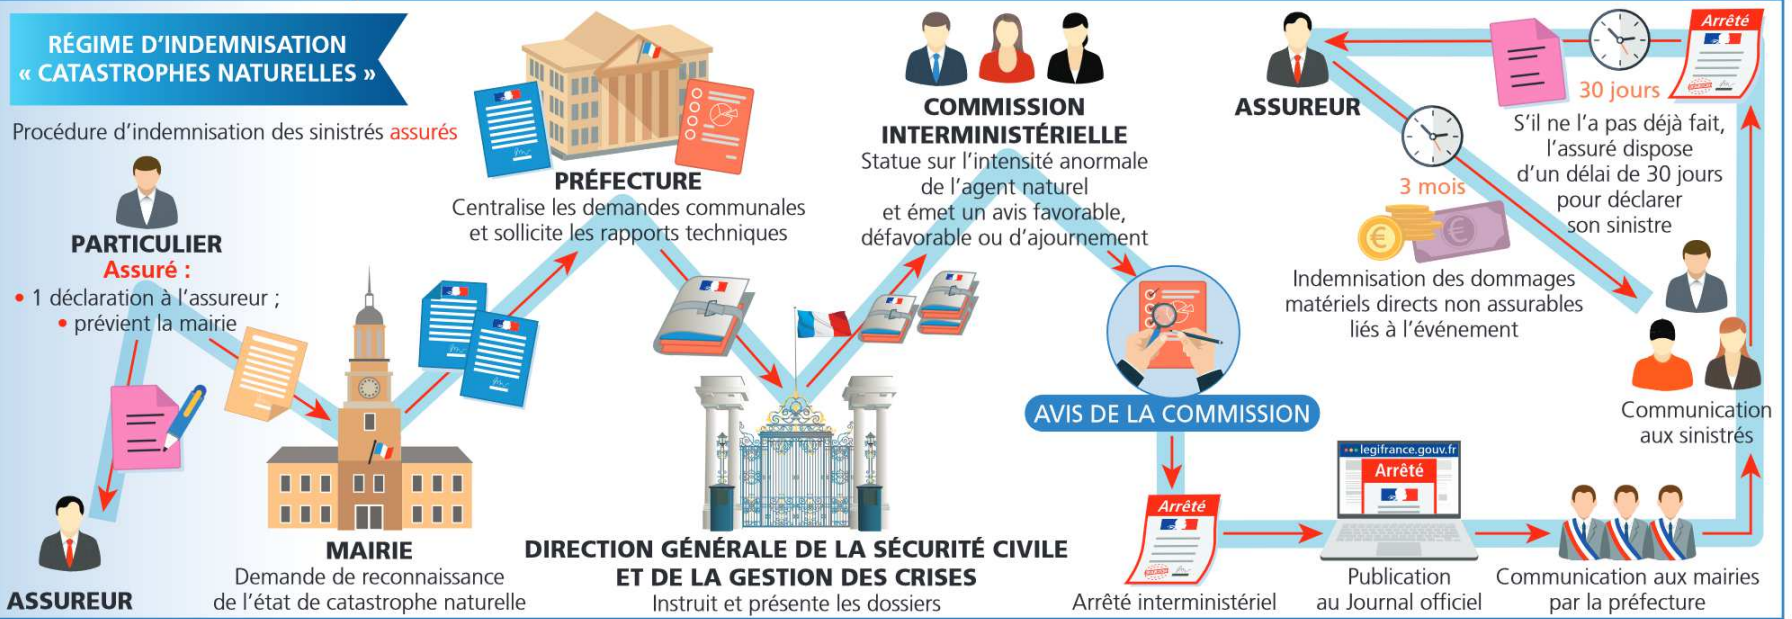 RÉGIME D'INDEMNISATION
« CATASTROPHES NATURELLES »
Procédure d'indemnisation des sinistrés assurés
PARTICULIER
Assuré :
• 1 déclaration à l'assureur ;
• prévient la mairie
ASSUREUR
MAIRIE
Demande de reconnaissance
de l'état de catastrophe naturelle
PRÉFECTURE
Centralise les demandes communales
et sollicite les rapports techniques
DIRECTION GÉNÉRALE DE LA SÉCURITÉ CIVILE
ET DE LA GESTION DES CRISES
Instruit et présente les dossiers
COMMISSION
INTERMINISTÉRIELLE
Statue sur l'intensité anormale
de l'agent naturel
et émet un avis favorable,
défavorable ou d'ajournement
AVIS DE LA COMMISSION
Arrêté
Arrêté interministériel
legifrance.gouv.fr
Arrêté
Publication
au Journal officiel
Communication aux mairies
par la préfecture
Communication
aux sinistrés
Arrêté
30 jours
S'il ne l'a pas déjà fait,
l'assuré dispose
d'un délai de 30 jours
pour déclarer
son sinistre
ASSUREUR
3 mois
Indemnisation des dommages
matériels directs non assurables
liés à l'événement